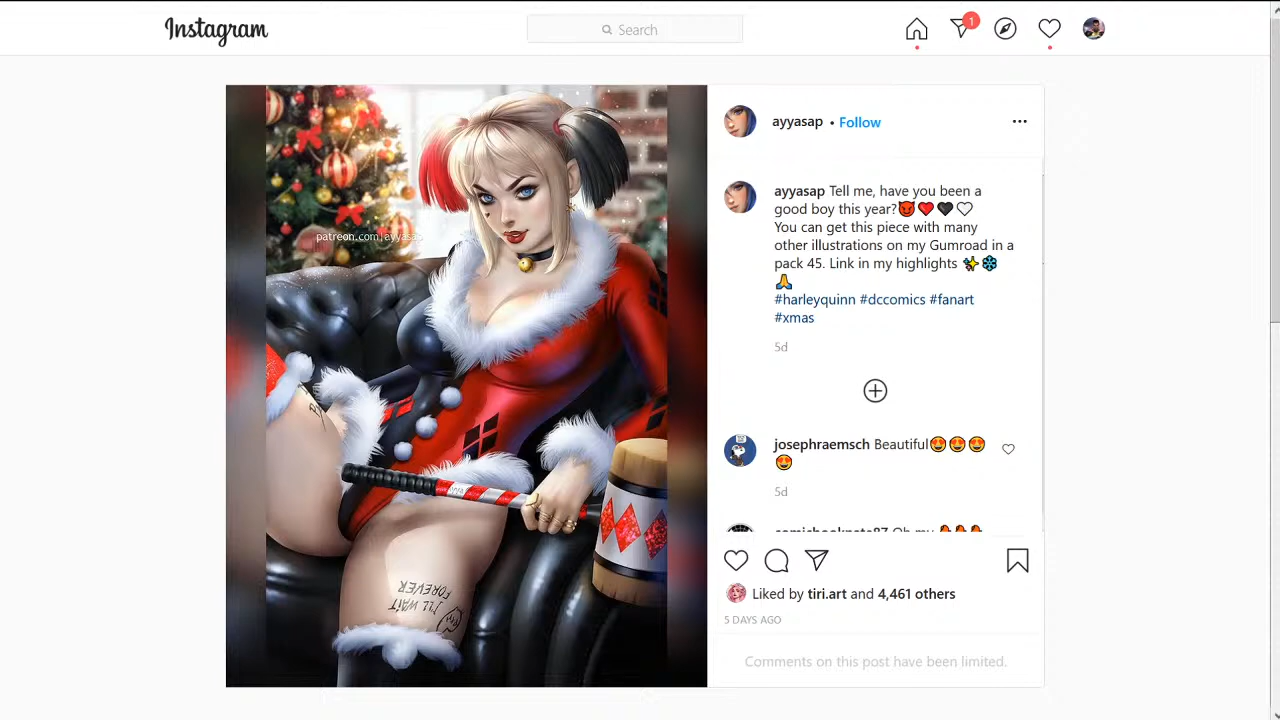 Instagram
Search
1
patreon.com|ayyasap
FOREVER
I'LL WAIT
ayyasap • Follow
ayyasap Tell me, have you been a
good boy this year?😈❤️🖤🤍
You can get this piece with many
other illustrations on my Gumroad in a
pack 45. Link in my highlights ✨❄️
🙏
#harleyquinn #dccomics #fanart
#xmas
5d
josephraemsch Beautiful😍😍😍
😍
5d
Liked by tiri.art and 4,461 others
5 DAYS AGO
Comments on this post have been limited.